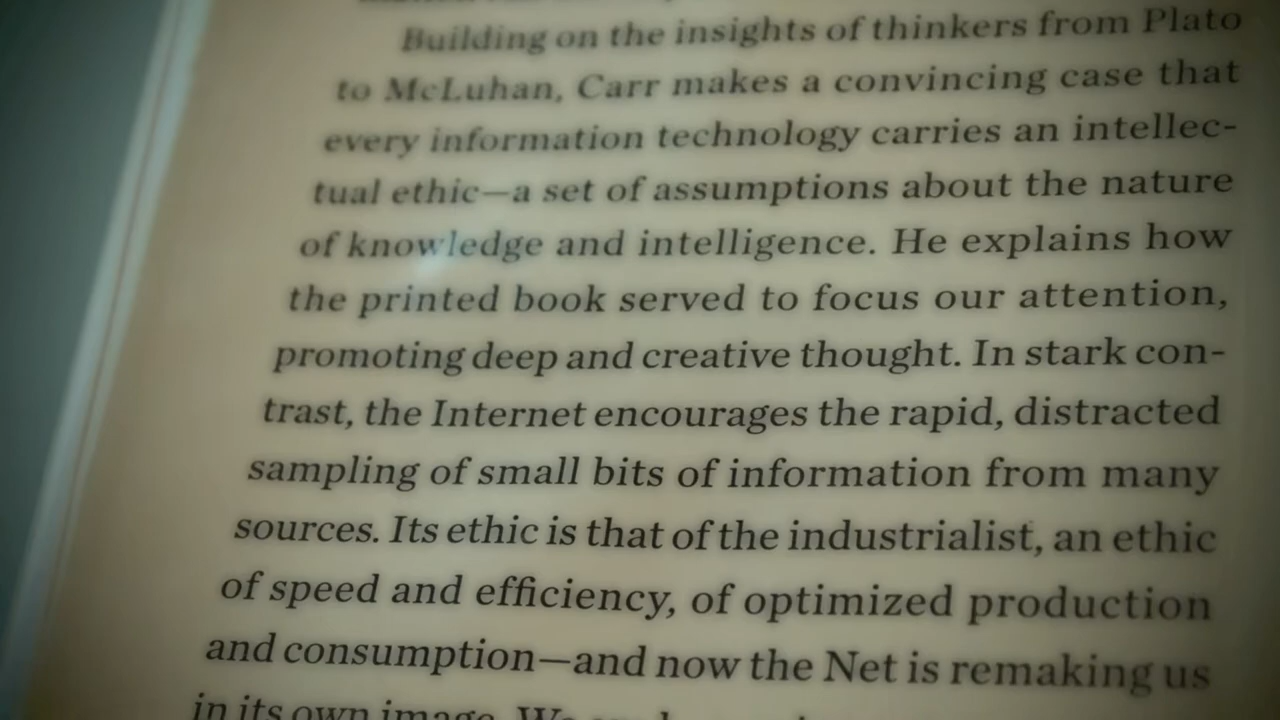 Building on the insights of thinkers from Plato
to McLuhan, Carr makes a convincing case that
every information technology carries an intellec-
tual ethic—a set of assumptions about the nature
of knowledge and intelligence. He explains how
the printed book served to focus our attention,
promoting deep and creative thought. In stark con-
trast, the Internet encourages the rapid, distracted
sampling of small bits of information from many
sources. Its ethic is that of the industrialist, an ethic
of speed and efficiency, of optimized production
and consumption—and now the Net is remaking us
in its own image. We